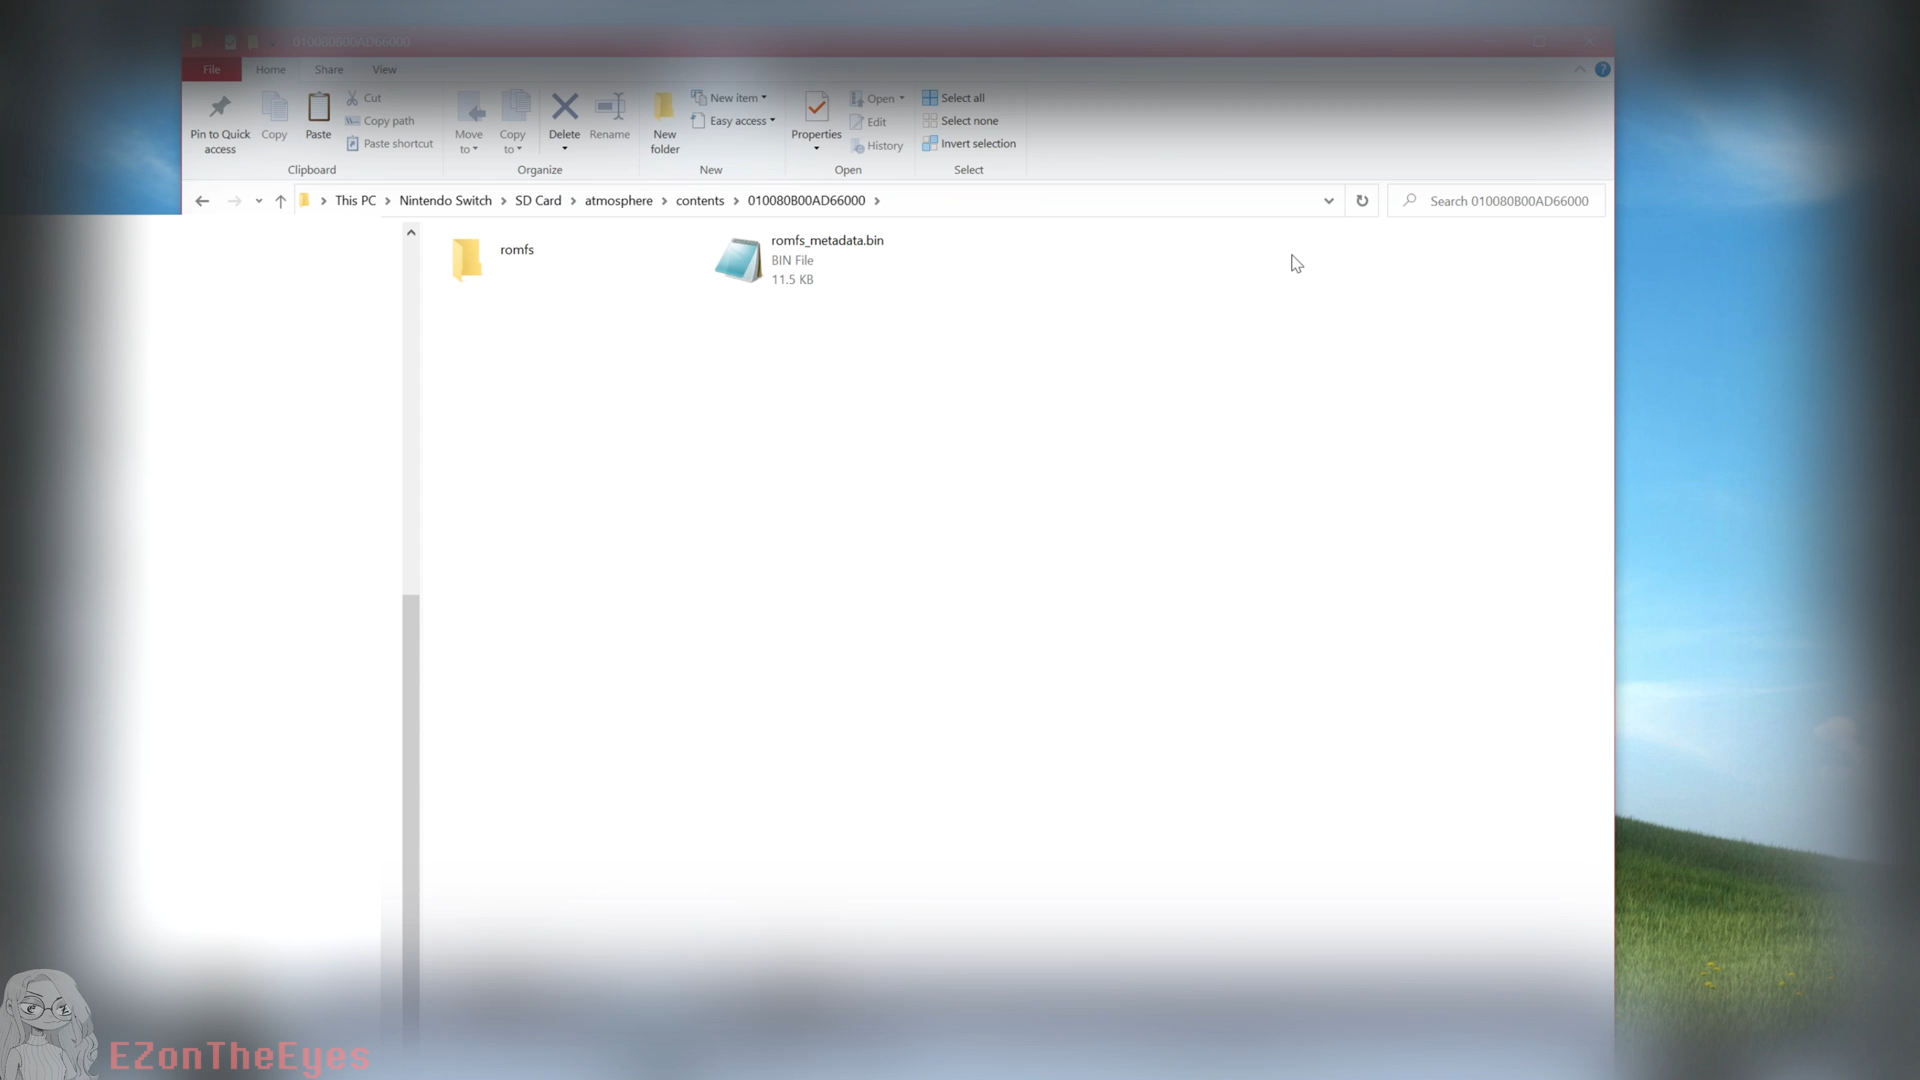 010080B00AD66000
File Home Share View
Pin to Quick access
Copy
Paste
Cut
Copy path
Paste shortcut
Clipboard
Move to
Copy to
Delete
Rename
Organize
New folder
New item
Easy access
New
Properties
Open
Edit
History
Open
Select all
Select none
Invert selection
Select
This PC > Nintendo Switch > SD Card > atmosphere > contents > 010080B00AD66000 >
Search 010080B00AD66000
romfs
romfs_metadata.bin
BIN File
11.5 KB
EZonTheEyes